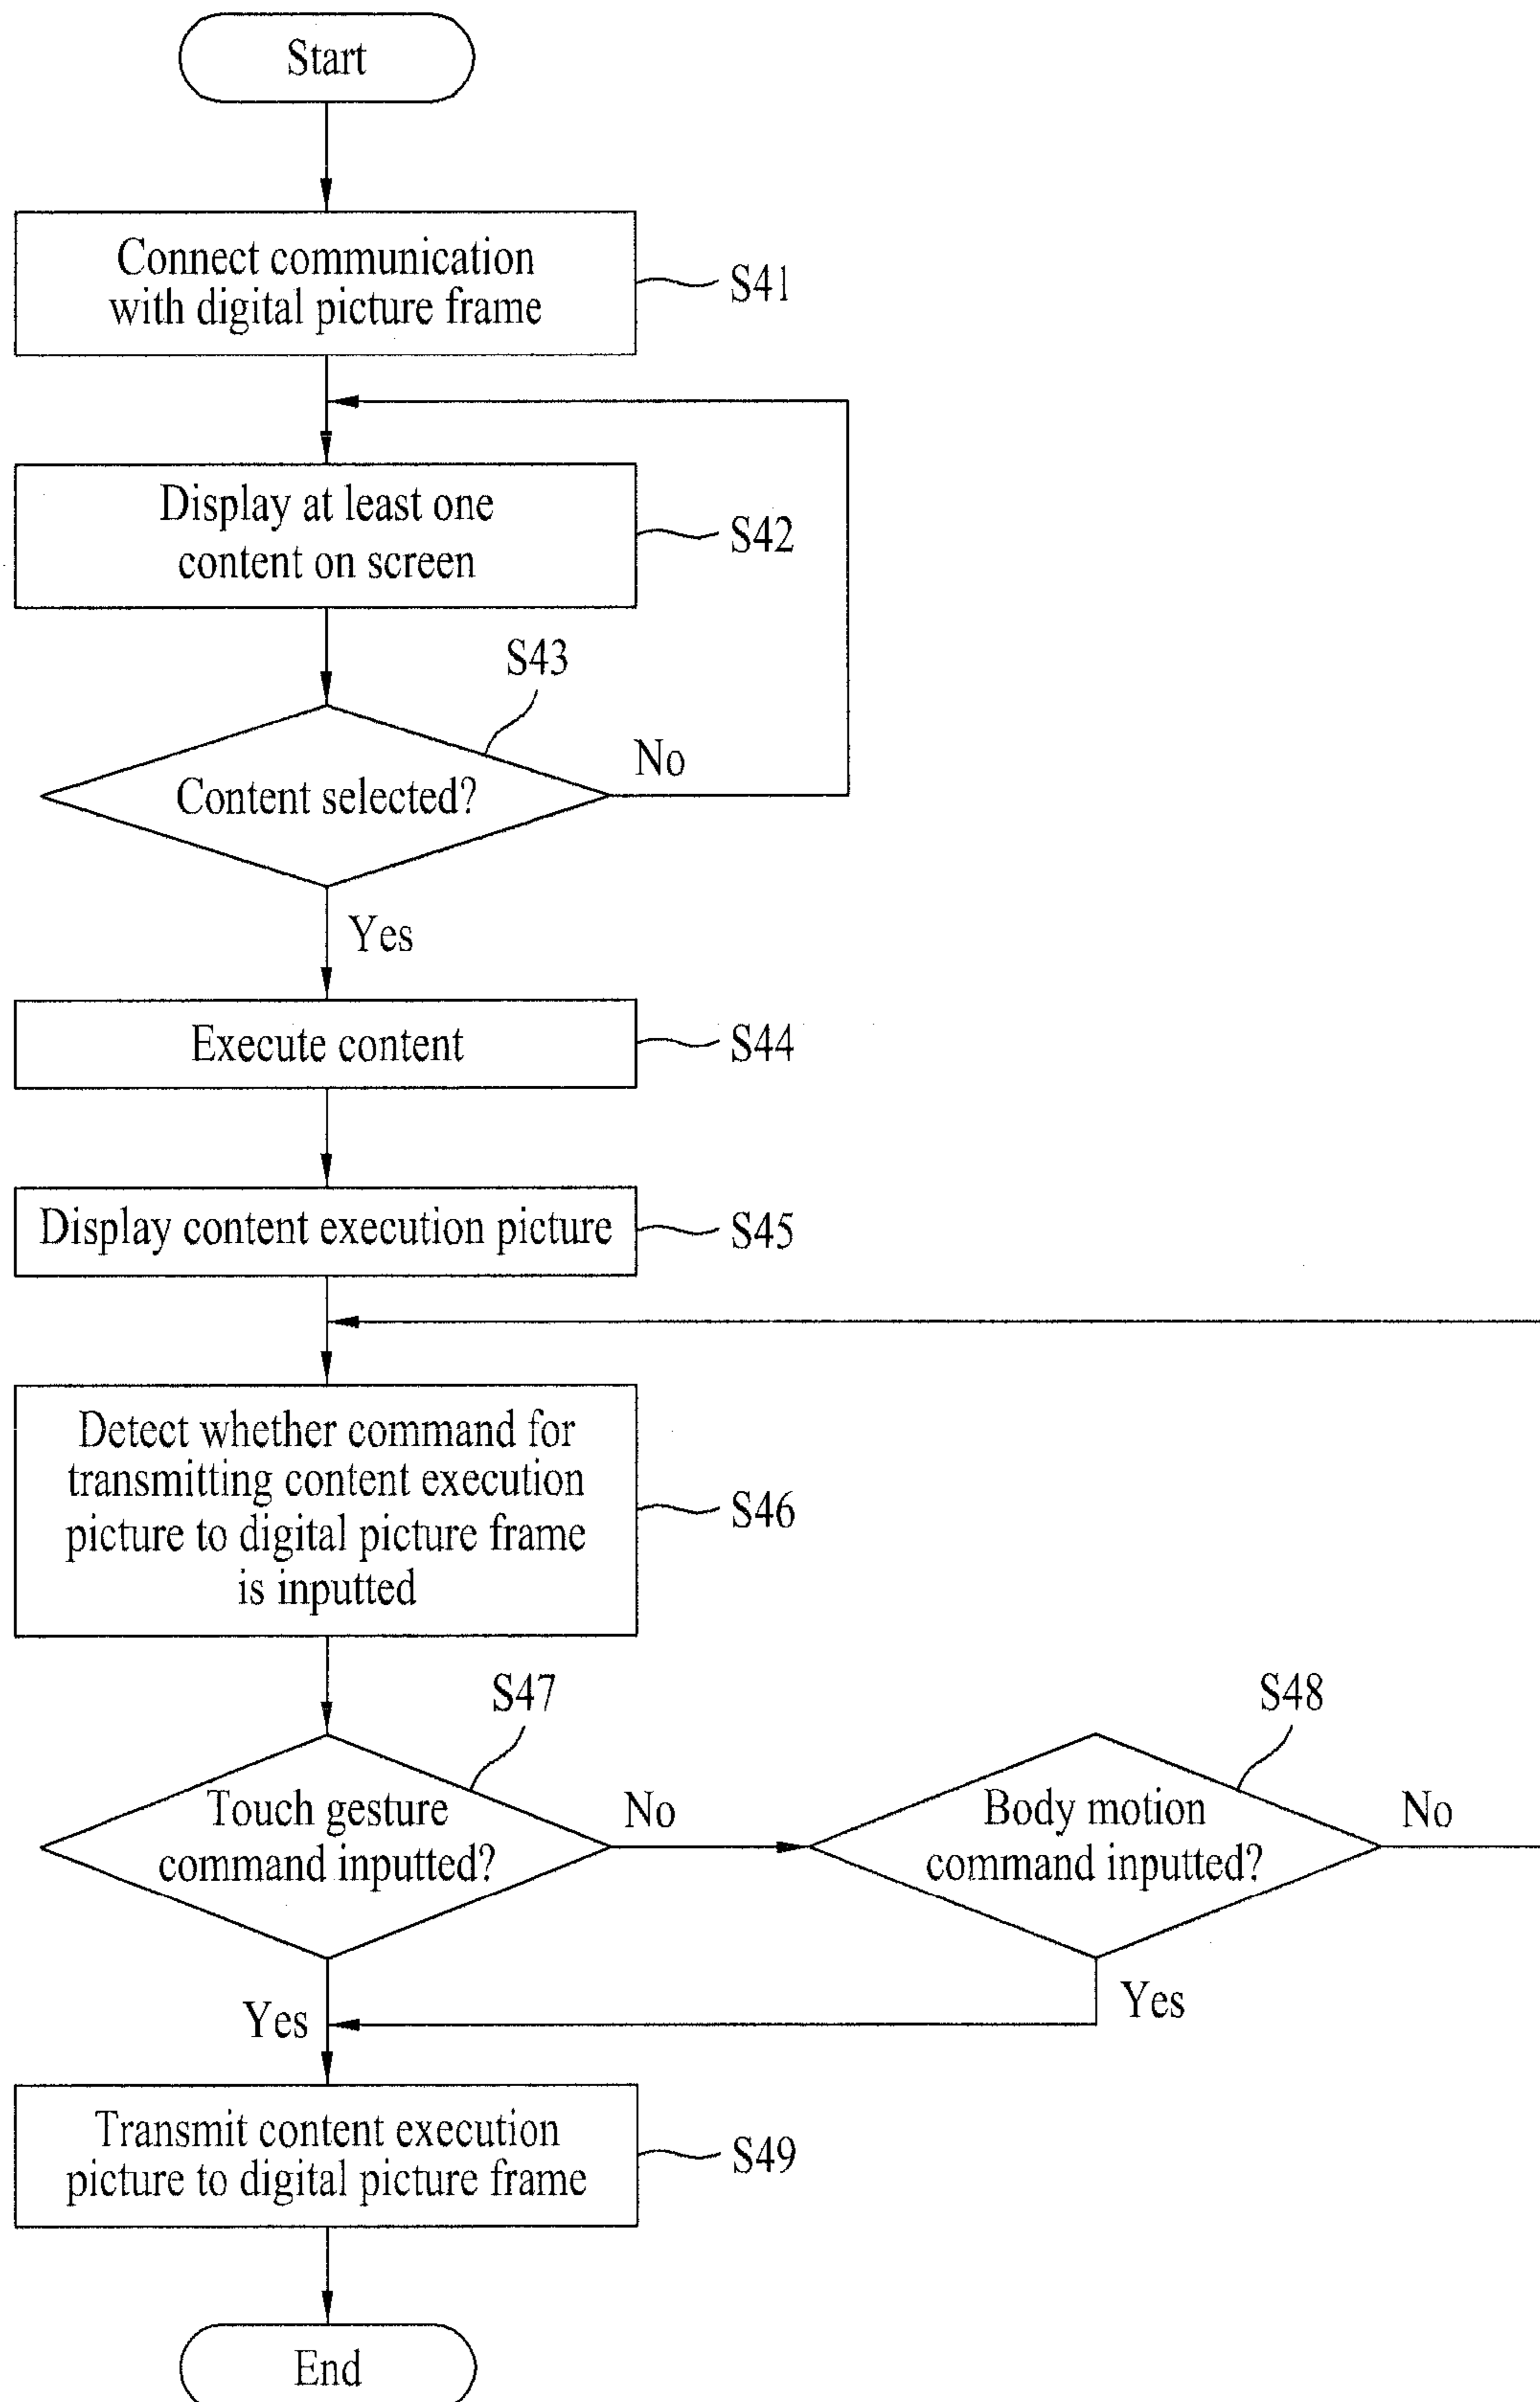 Start
Connect communication
with digital picture frame
S41
Display at least one
content on screen
S42
S43
Content selected?
No
Yes
Execute content
S44
Display content execution picture
S45
Detect whether command for
transmitting content execution
picture to digital picture frame
is inputted
S46
S47
Touch gesture
command inputted?
No
S48
Body motion
command inputted?
No
Yes
Yes
Transmit content execution
picture to digital picture frame
S49
End